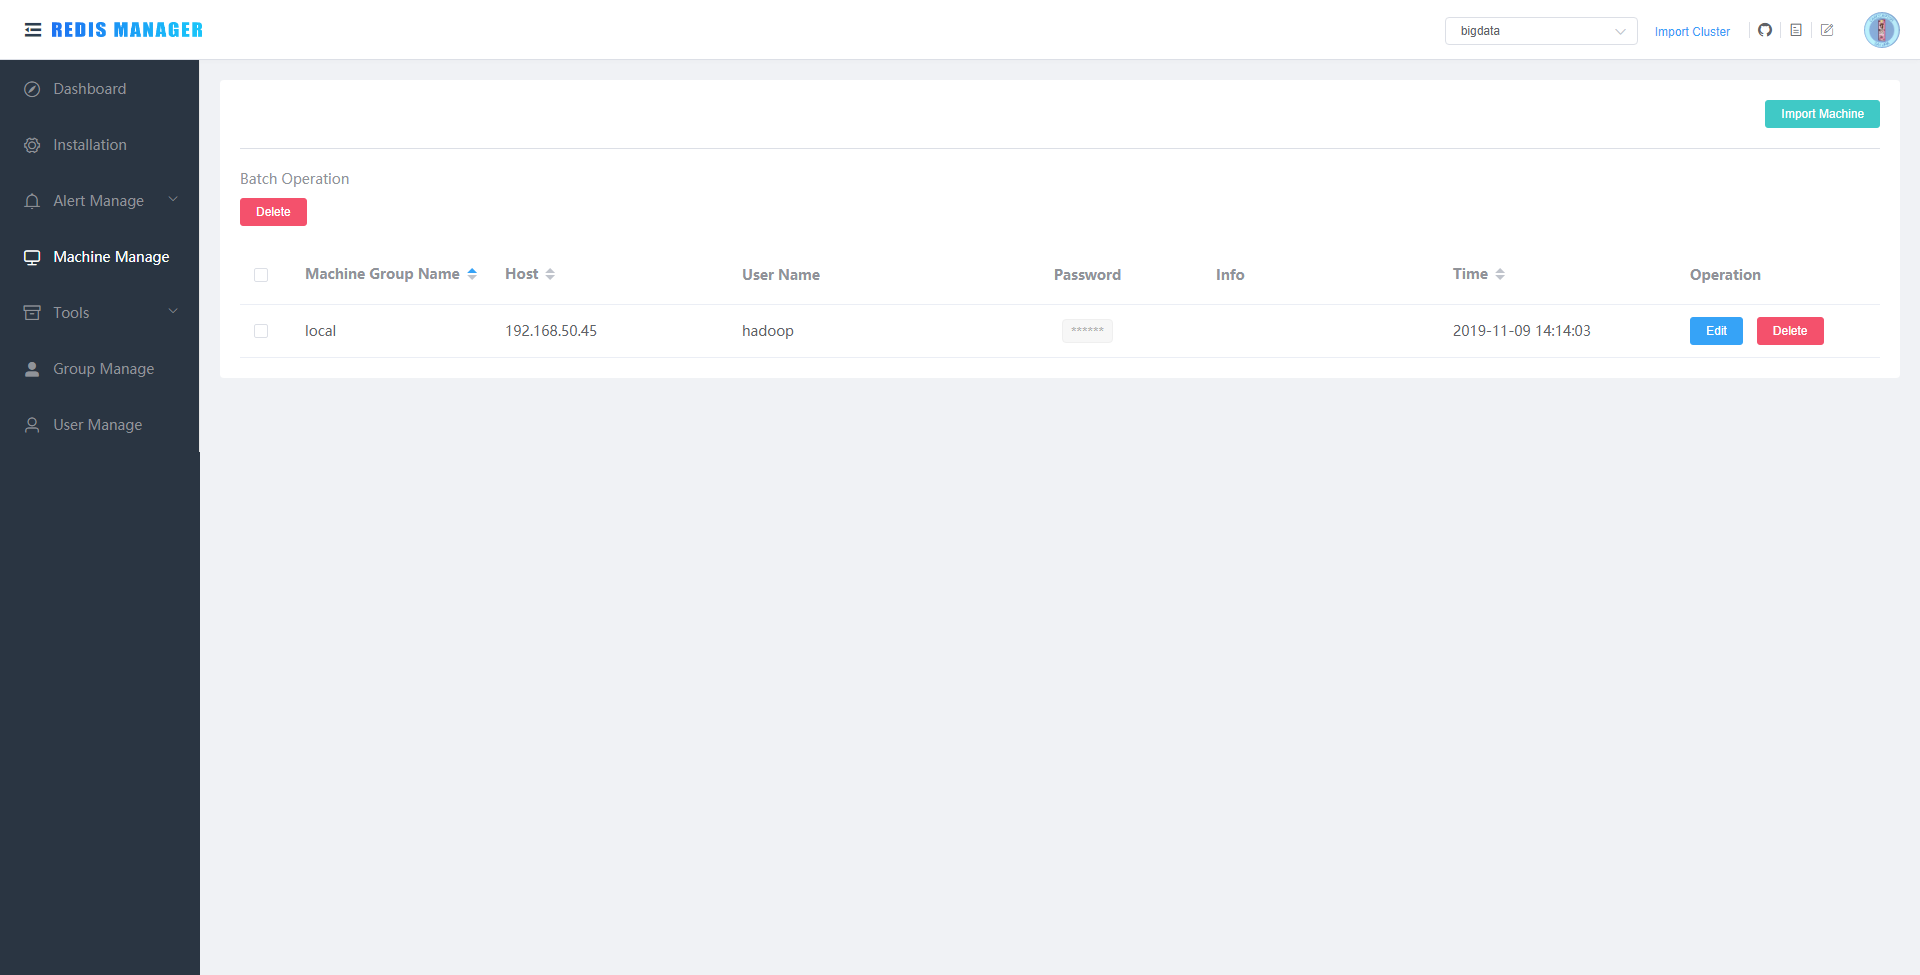 REDIS MANAGER
bigdata
Import Cluster
Dashboard
Installation
Alert Manage
Machine Manage
Tools
Group Manage
User Manage
Import Machine
Batch Operation
Delete
Machine Group Name Host User Name Password Info Time Operation
local 192.168.50.45 hadoop ****** 2019-11-09 14:14:03 Edit Delete